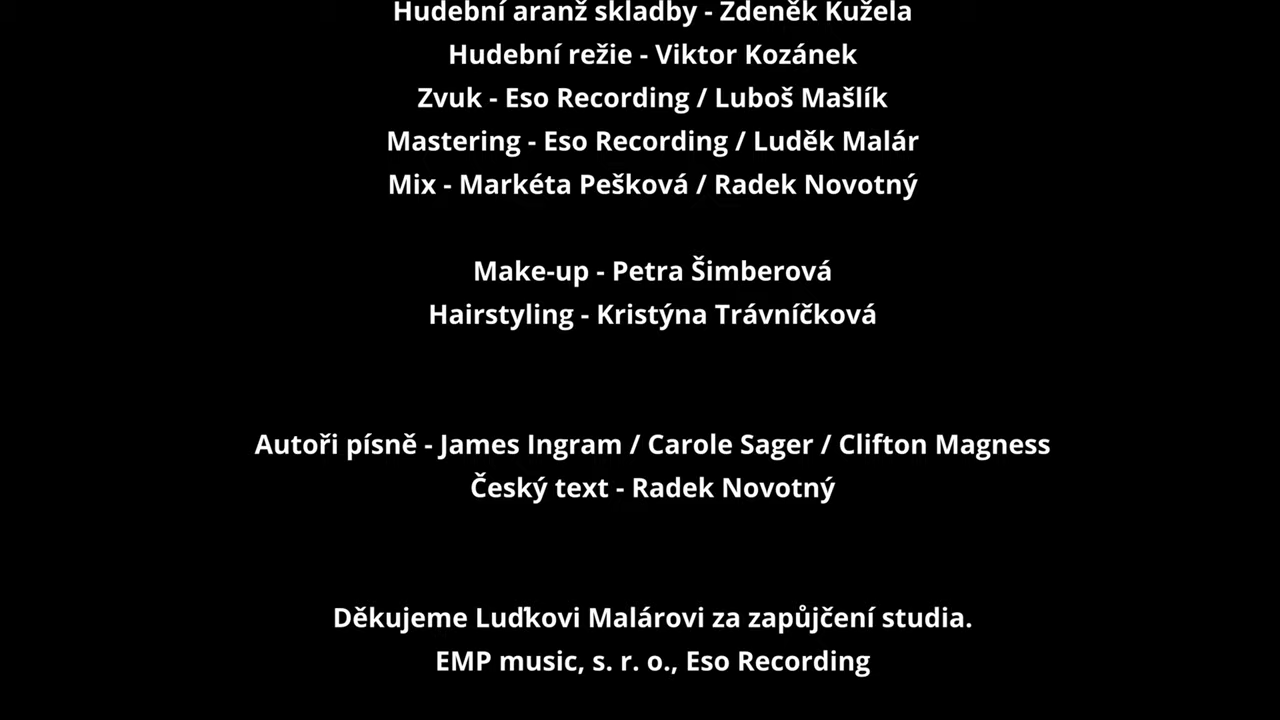 Hudební aranž skladby - Zdeněk Kužela
Hudební režie - Viktor Kozánek
Zvuk - Eso Recording / Luboš Mašlík
Mastering - Eso Recording / Luděk Malár
Mix - Markéta Pešková / Radek Novotný
Make-up - Petra Šimberová
Hairstyling - Kristýna Trávníčková
Autoři písně - James Ingram / Carole Sager / Clifton Magness
Český text - Radek Novotný
Děkujeme Luďkovi Malárovi za zapůjčení studia.
EMP music, s. r. o., Eso Recording